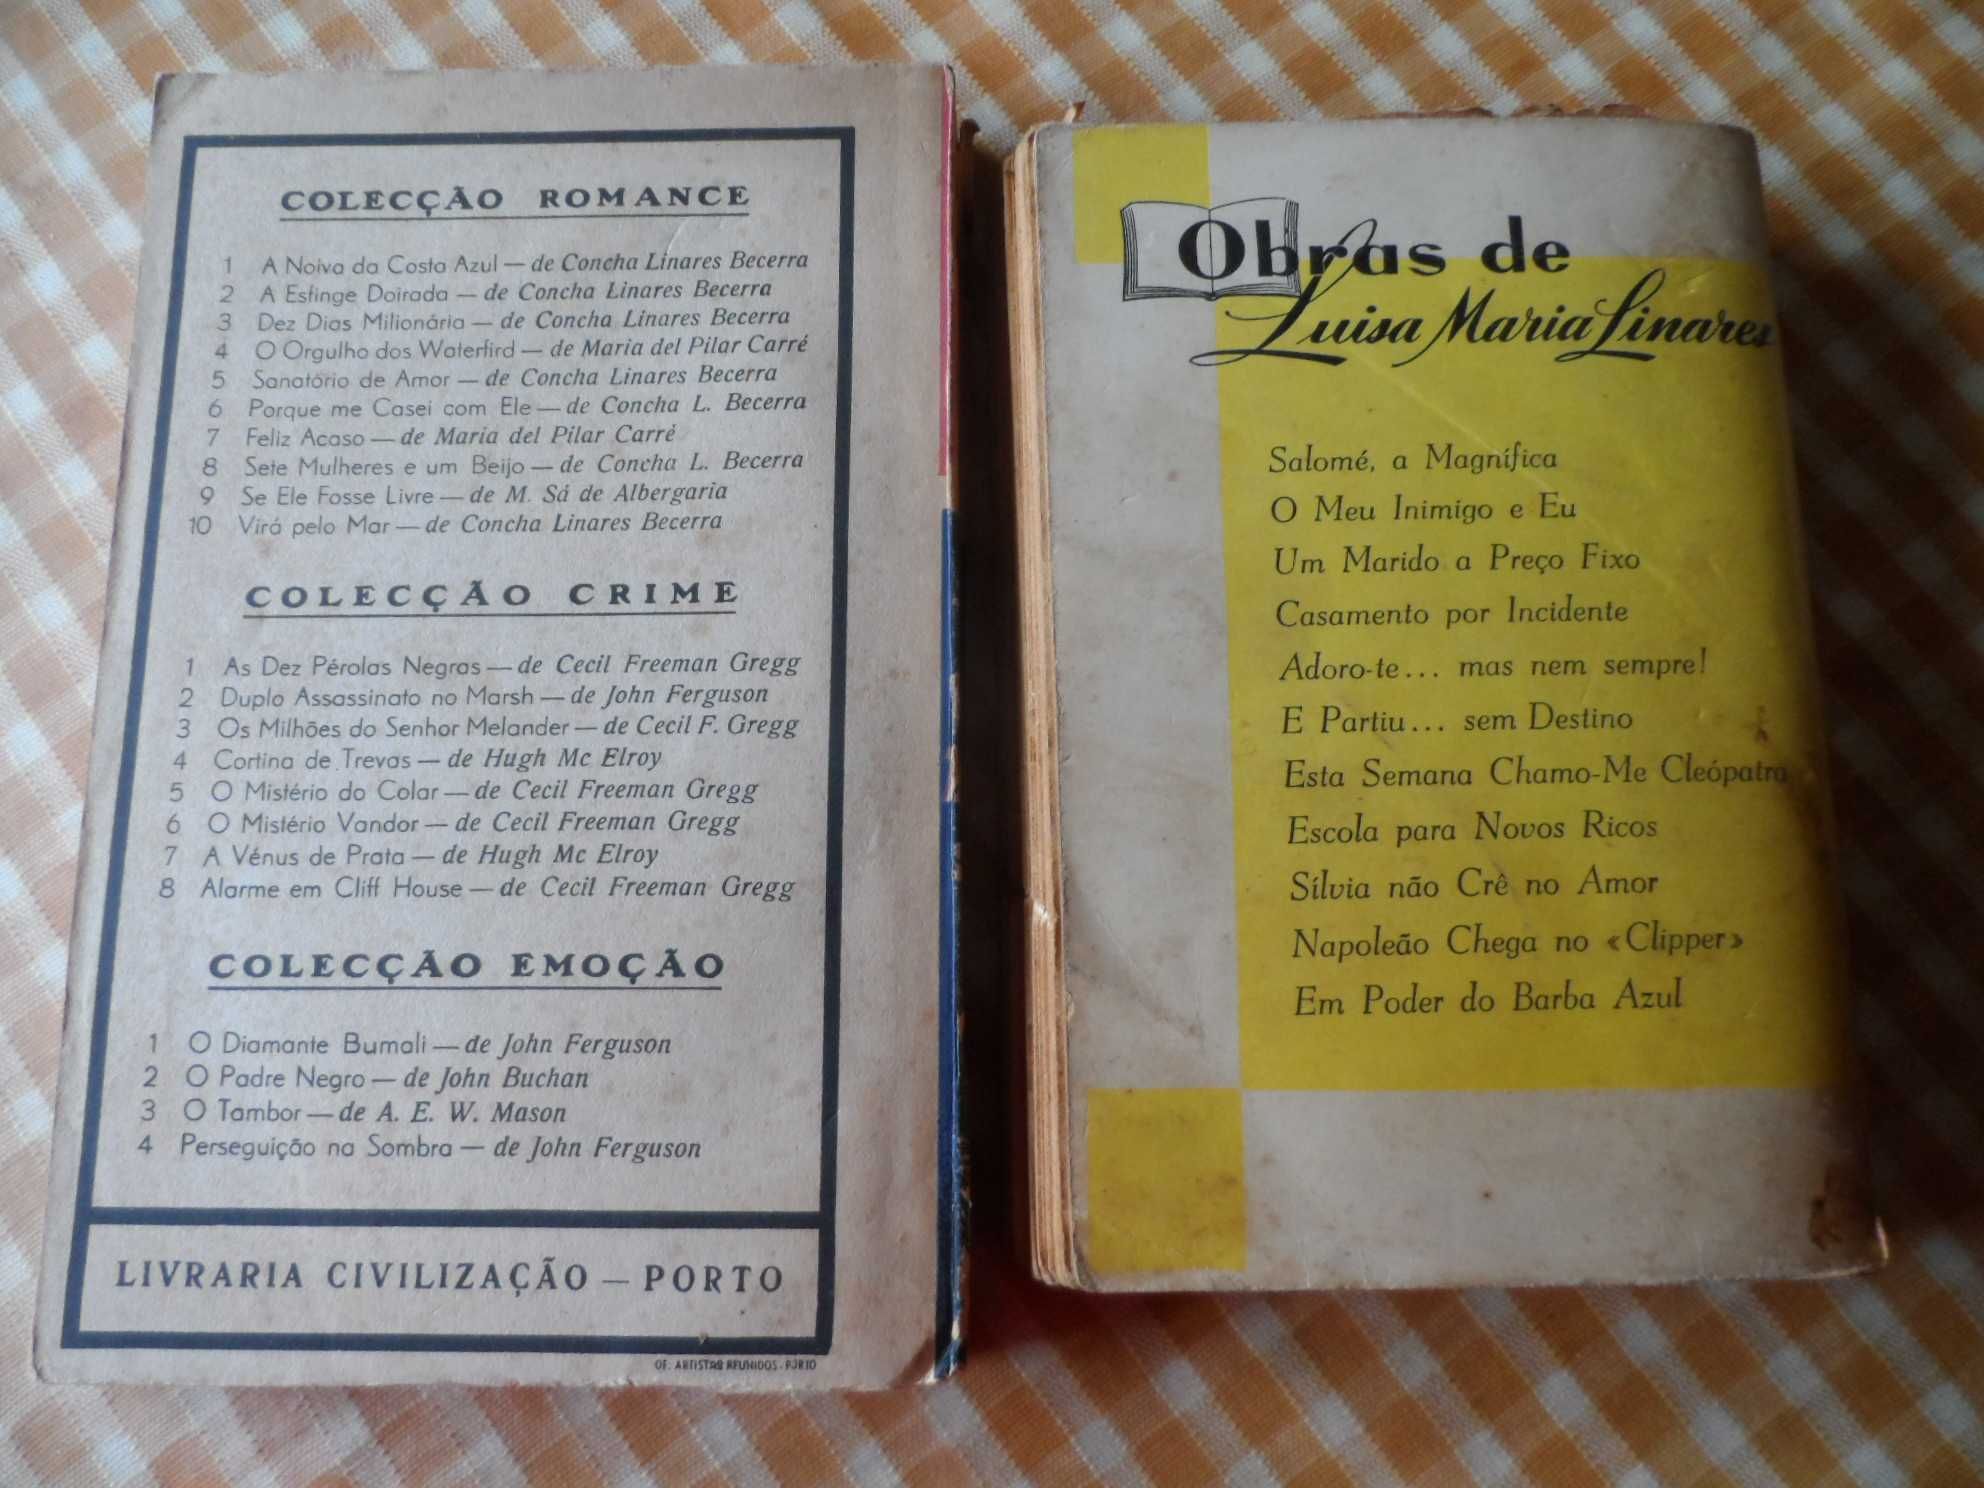 COLECÇÃO ROMANCE
1 A Noiva da Costa Azul — de Concha Linares Becerra
2 A Esfinge Doirada — de Concha Linares Becerra
3 Dez Dias Milionária — de Concha Linares Becerra
4 O Orgulho dos Waterfird — de Maria del Pilar Carré
5 Sanatório de Amor — de Concha Linares Becerra
6 Porque me Casei com Ele — de Concha L. Becerra
7 Feliz Acaso — de Maria del Pilar Carré
8 Sete Mulheres e um Beijo — de Concha L. Becerra
9 Se Ele Fosse Livre — de M. Sá de Albergaria
10 Virá pelo Mar — de Concha Linares Becerra
COLECÇÃO CRIME
1 As Dez Pérolas Negras — de Cecil Freeman Gregg
2 Duplo Assassinato no Marsh — de John Ferguson
3 Os Milhões do Senhor Melander — de Cecil F. Gregg
4 Cortina de Trevas — de Hugh Mc Elroy
5 O Mistério do Colar — de Cecil Freeman Gregg
6 O Mistério Vandor — de Cecil Freeman Gregg
7 A Vénus de Prata — de Hugh Mc Elroy
8 Alarme em Cliff House — de Cecil Freeman Gregg
COLECÇÃO EMOÇÃO
1 O Diamante Bumali — de John Ferguson
2 O Padre Negro — de John Buchan
3 O Tambor — de A. E. W. Mason
4 Perseguição na Sombra — de John Ferguson
LIVRARIA CIVILIZAÇÃO — PORTO
OF. ARTISTAS REUNIDOS - PORTO
Obras de
Luisa Maria Linares
Salomé, a Magnífica
O Meu Inimigo e Eu
Um Marido a Preço Fixo
Casamento por Incidente
Adoro-te... mas nem sempre!
E Partiu... sem Destino
Esta Semana Chamo-Me Cleópatra
Escola para Novos Ricos
Sílvia não Crê no Amor
Napoleão Chega no «Clipper»
Em Poder do Barba Azul